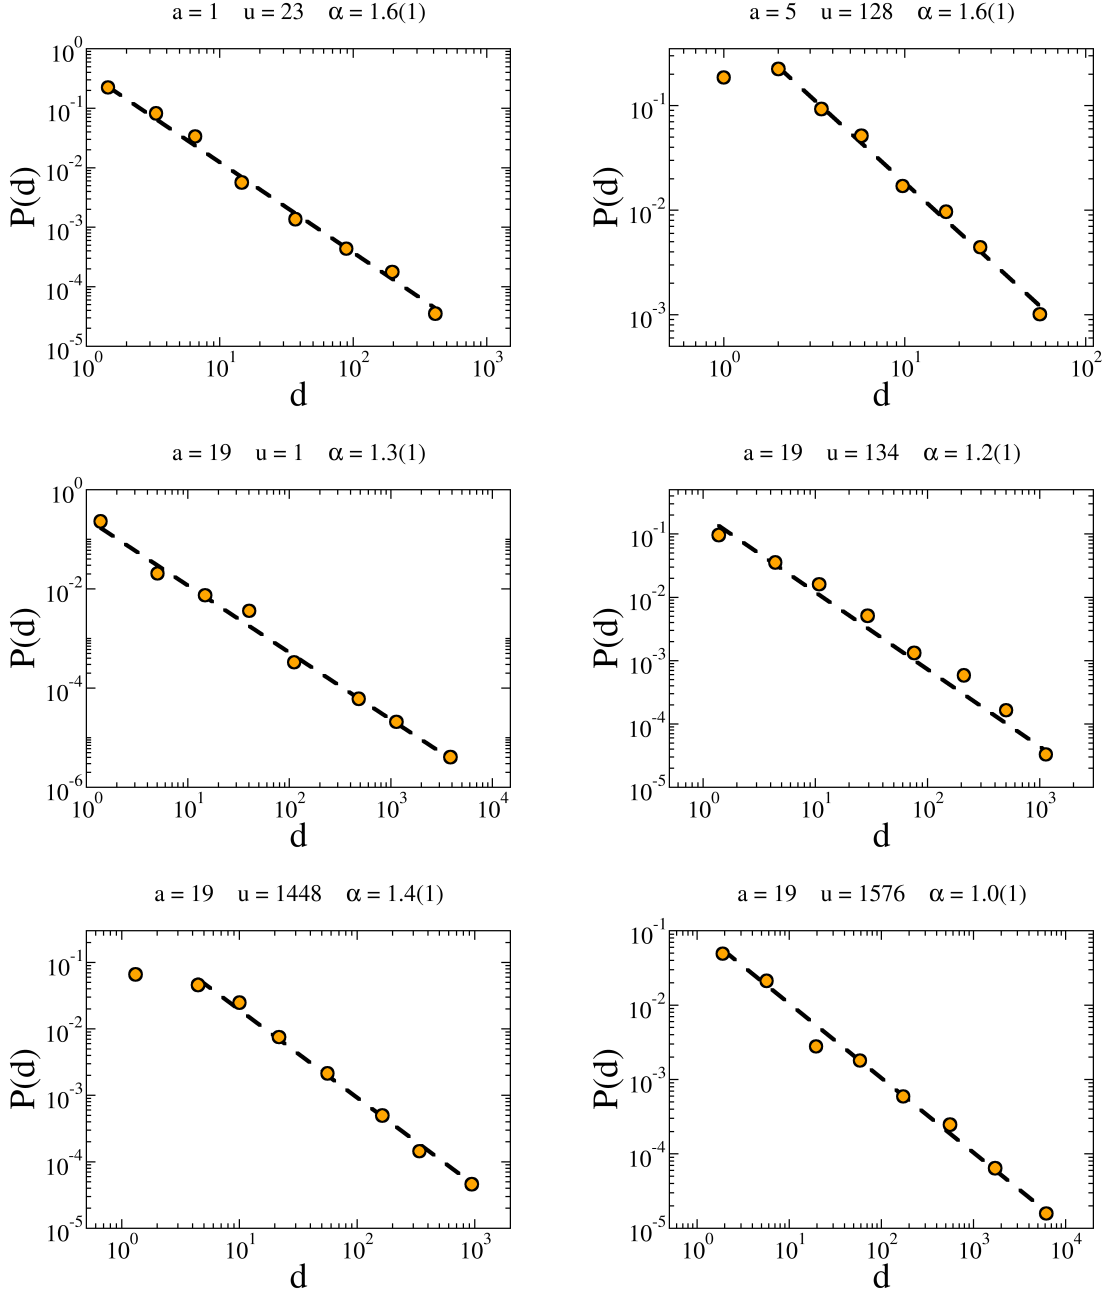 a = 1 u = 23 α = 1.6(1)
a = 5 u = 128 α = 1.6(1)
10^0
10^-1
10^-2
10^-3
10^-4
10^-5
P(d)
10^0 10^1 10^2 10^3
d
10^-1
10^-2
10^-3
P(d)
10^0 10^1 10^2
d
a = 19 u = 1 α = 1.3(1)
a = 19 u = 134 α = 1.2(1)
10^0
10^-2
10^-4
10^-6
P(d)
10^0 10^1 10^2 10^3 10^4
d
10^-1
10^-2
10^-3
10^-4
10^-5
P(d)
10^0 10^1 10^2 10^3
d
a = 19 u = 1448 α = 1.4(1)
a = 19 u = 1576 α = 1.0(1)
10^-1
10^-2
10^-3
10^-4
10^-5
P(d)
10^0 10^1 10^2 10^3
d
10^-1
10^-2
10^-3
10^-4
10^-5
P(d)
10^0 10^1 10^2 10^3 10^4
d